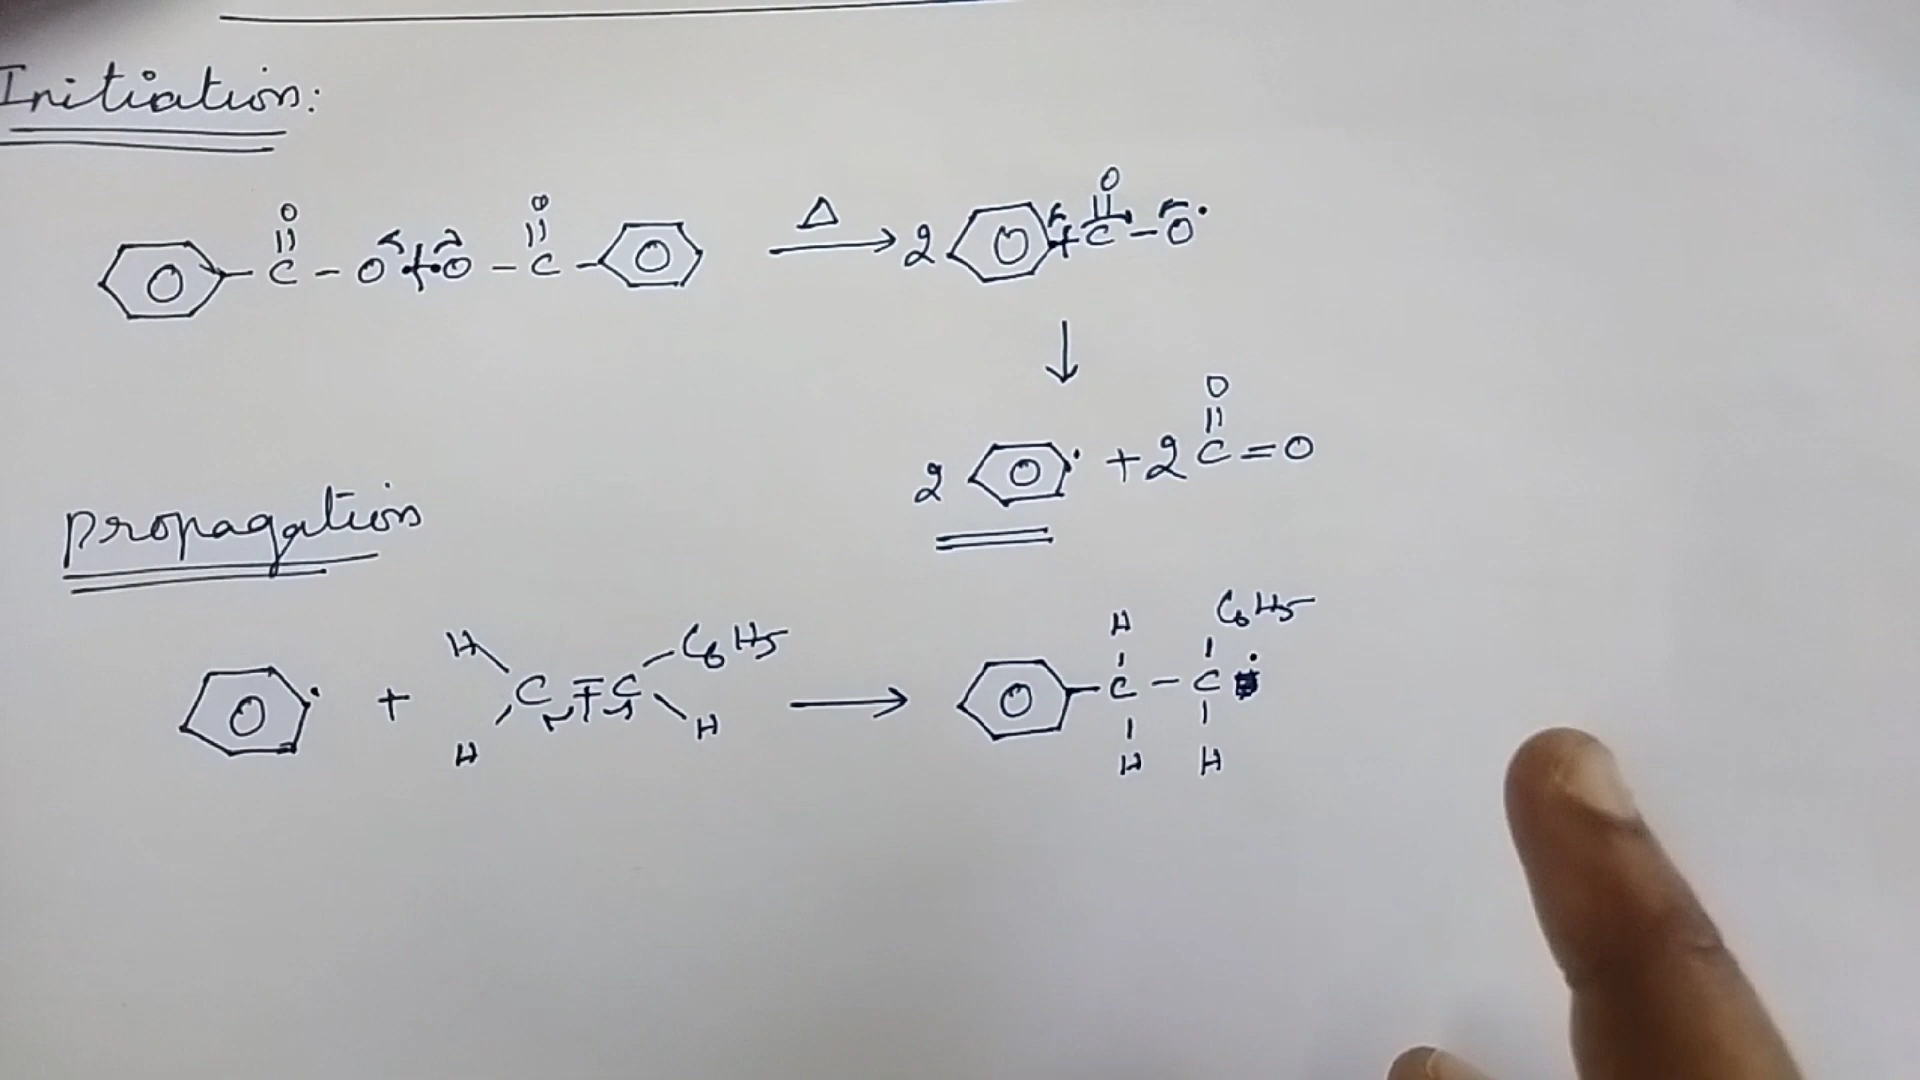 Initiation:
O O O
C - O · · O - C Δ 2 C - O·
2 · + 2 C = O
O
Propagation
H C6H5 H C6H5
· + C = C C - C ·
H H H H